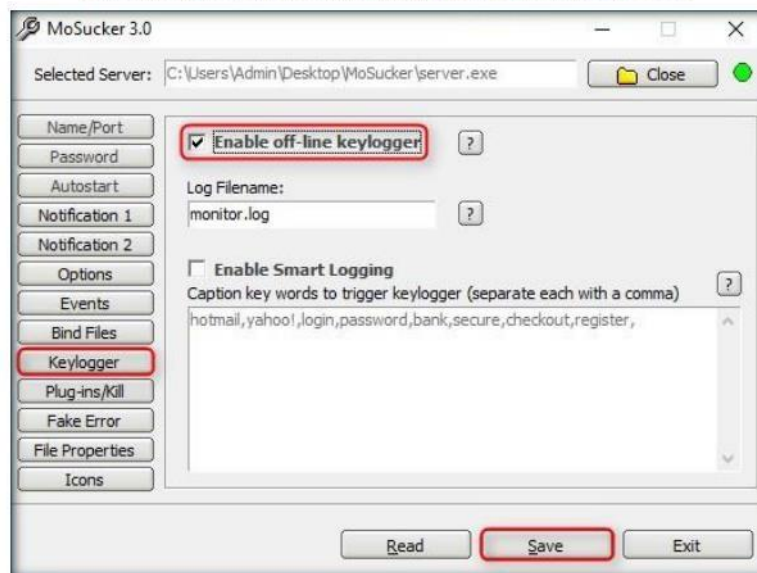 MoSucker 3.0
Selected Server: C:\Users\Admin\Desktop\MoSucker\server.exe Close
Name/Port
Password
Autostart
Notification 1
Notification 2
Options
Events
Bind Files
Keylogger
Plug-ins/Kill
Fake Error
File Properties
Icons
Enable off-line keylogger ?
Log Filename:
monitor.log ?
Enable Smart Logging
Caption key words to trigger keylogger (separate each with a comma) ?
hotmail,yahoo!,login,password,bank,secure,checkout,register,
Read Save Exit